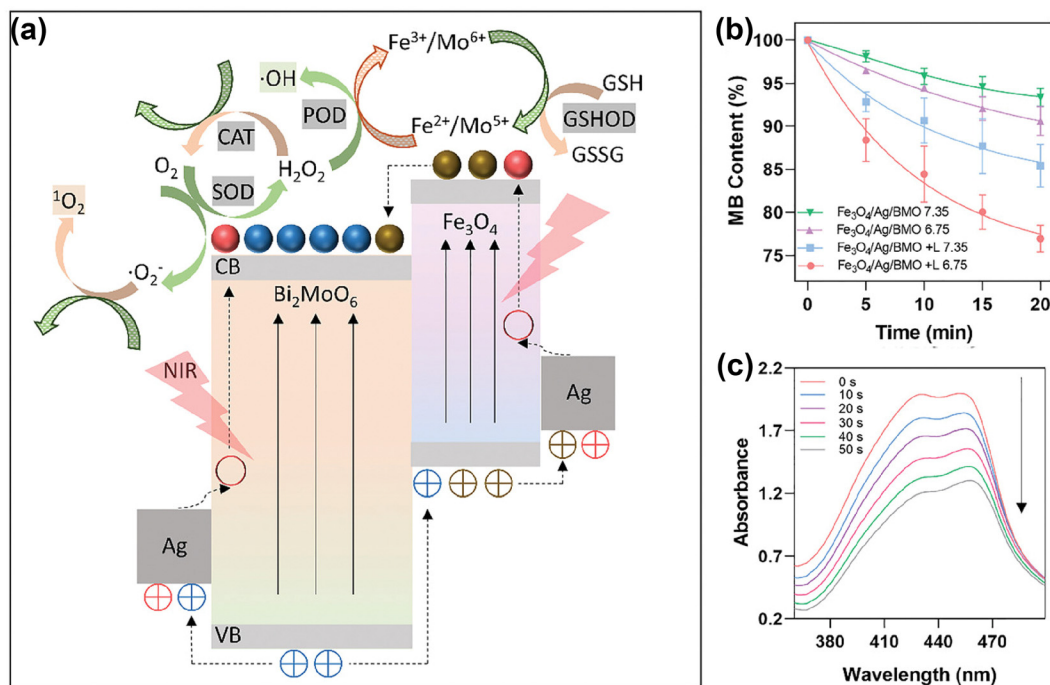 (a)
Fe³⁺/Mo⁶⁺
·OH
POD
GSH
GSHOD
Fe²⁺/Mo⁵⁺
GSSG
CAT
O₂
H₂O₂
SOD
¹O₂
·O₂⁻
CB
Fe₃O₄
Bi₂MoO₆
NIR
Ag
Ag
VB
(b)
MB Content (%)
100
95
90
85
80
75
Fe₃O₄/Ag/BMO 7.35
Fe₃O₄/Ag/BMO 6.75
Fe₃O₄/Ag/BMO +L 7.35
Fe₃O₄/Ag/BMO +L 6.75
0 5 10 15 20
Time (min)
(c)
Absorbance
2.2
1.7
1.2
0.7
0.2
0 s
10 s
20 s
30 s
40 s
50 s
380 410 440 470
Wavelength (nm)